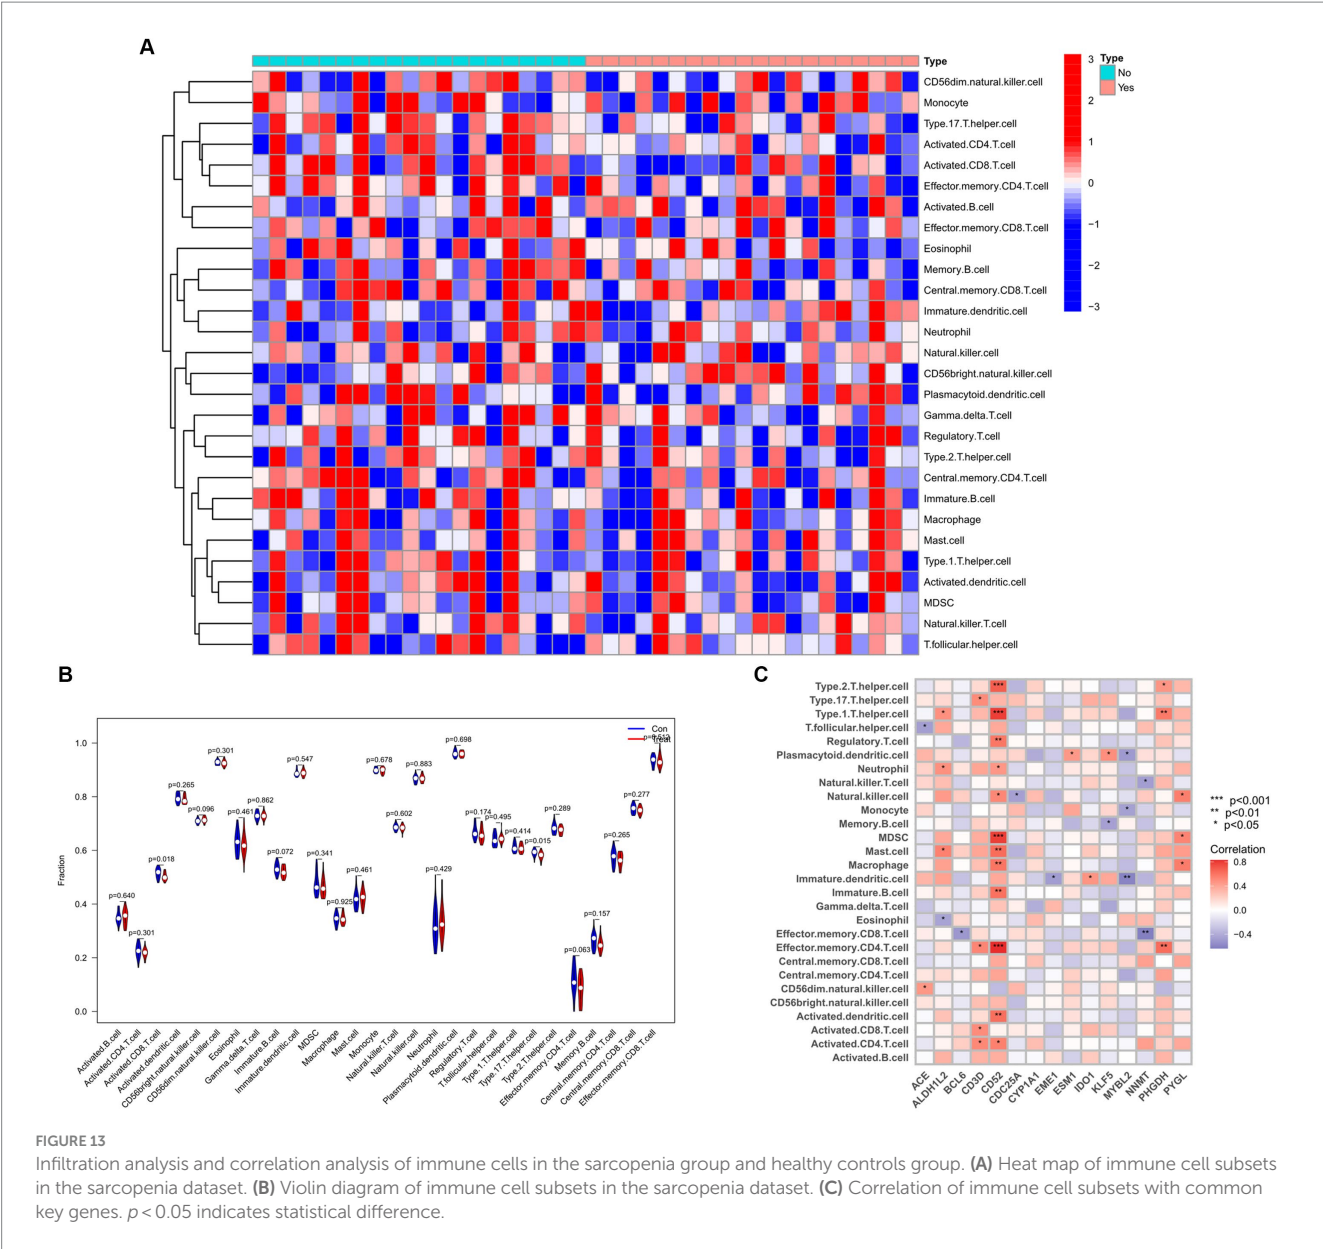 A
Type
CD56dim.natural.killer.cell
Monocyte
Type.17.T.helper.cell
Activated.CD4.T.cell
Activated.CD8.T.cell
Effector.memory.CD4.T.cell
Activated.B.cell
Effector.memory.CD8.T.cell
Eosinophil
Memory.B.cell
Central.memory.CD8.T.cell
Immature.dendritic.cell
Neutrophil
Natural.killer.cell
CD56bright.natural.killer.cell
Plasmacytoid.dendritic.cell
Gamma.delta.T.cell
Regulatory.T.cell
Type.2.T.helper.cell
Central.memory.CD4.T.cell
Immature.B.cell
Macrophage
Mast.cell
Type.1.T.helper.cell
Activated.dendritic.cell
MDSC
Natural.killer.T.cell
T.follicular.helper.cell
3
2
1
0
−1
−2
−3
Type
No
Yes
B
Con
Treat
Fraction
1.0
0.8
0.6
0.4
0.2
0.0
p=0.640
p=0.301
p=0.018
p=0.265
p=0.096
p=0.301
p=0.461
p=0.862
p=0.072
p=0.547
p=0.341
p=0.925
p=0.461
p=0.678
p=0.602
p=0.883
p=0.429
p=0.698
p=0.174
p=0.495
p=0.414
p=0.015
p=0.289
p=0.063
p=0.157
p=0.265
p=0.277
Activated.B.cell
Activated.CD4.T.cell
Activated.CD8.T.cell
Activated.dendritic.cell
CD56bright.natural.killer.cell
CD56dim.natural.killer.cell
Eosinophil
Gamma.delta.T.cell
Immature.B.cell
Immature.dendritic.cell
MDSC
Macrophage
Mast.cell
Monocyte
Natural.killer.T.cell
Natural.killer.cell
Neutrophil
Plasmacytoid.dendritic.cell
Regulatory.T.cell
T.follicular.helper.cell
Type.1.T.helper.cell
Type.17.T.helper.cell
Type.2.T.helper.cell
Effector.memory.CD4.T.cell
Memory.B.cell
Central.memory.CD4.T.cell
Central.memory.CD8.T.cell
Effector.memory.CD8.T.cell
C
Type.2.T.helper.cell *** *
Type.17.T.helper.cell *
Type.1.T.helper.cell * *** **
T.follicular.helper.cell *
Regulatory.T.cell **
Plasmacytoid.dendritic.cell * * *
Neutrophil * *
Natural.killer.T.cell *
Natural.killer.cell * * *
Monocyte *
Memory.B.cell *
MDSC *** *
Mast.cell * **
Macrophage ** *
Immature.dendritic.cell * * **
Immature.B.cell **
Gamma.delta.T.cell
Eosinophil *
Effector.memory.CD8.T.cell * **
Effector.memory.CD4.T.cell * *** **
Central.memory.CD8.T.cell
Central.memory.CD4.T.cell
CD56dim.natural.killer.cell *
CD56bright.natural.killer.cell
Activated.dendritic.cell **
Activated.CD8.T.cell *
Activated.CD4.T.cell * *
Activated.B.cell
ACE
ALDH1L2
BCL6
CD3D
CD52
CDC25A
CYP1A1
EME1
ESM1
IDO1
KLF5
MYBL2
NNMT
PHGDH
PYGL
*** p<0.001
** p<0.01
* p<0.05
Correlation
0.8
0.4
0.0
−0.4
FIGURE 13
Infiltration analysis and correlation analysis of immune cells in the sarcopenia group and healthy controls group. (A) Heat map of immune cell subsets
in the sarcopenia dataset. (B) Violin diagram of immune cell subsets in the sarcopenia dataset. (C) Correlation of immune cell subsets with common
key genes. p < 0.05 indicates statistical difference.